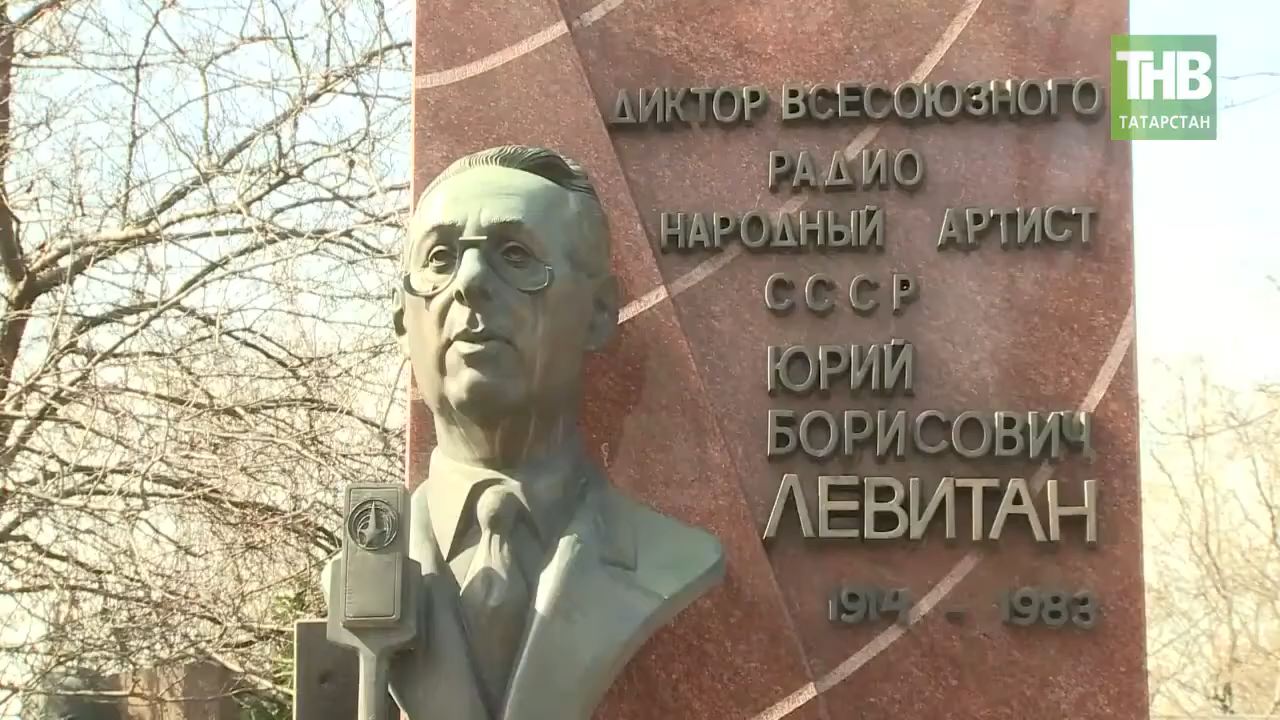 ДИКТОР ВСЕСОЮЗНОГО
РАДИО
НАРОДНЫЙ АРТИСТ
СССР
ЮРИЙ
БОРИСОВИЧ
ЛЕВИТАН
1914 - 1983
ТНВ
ТАТАРСТАН